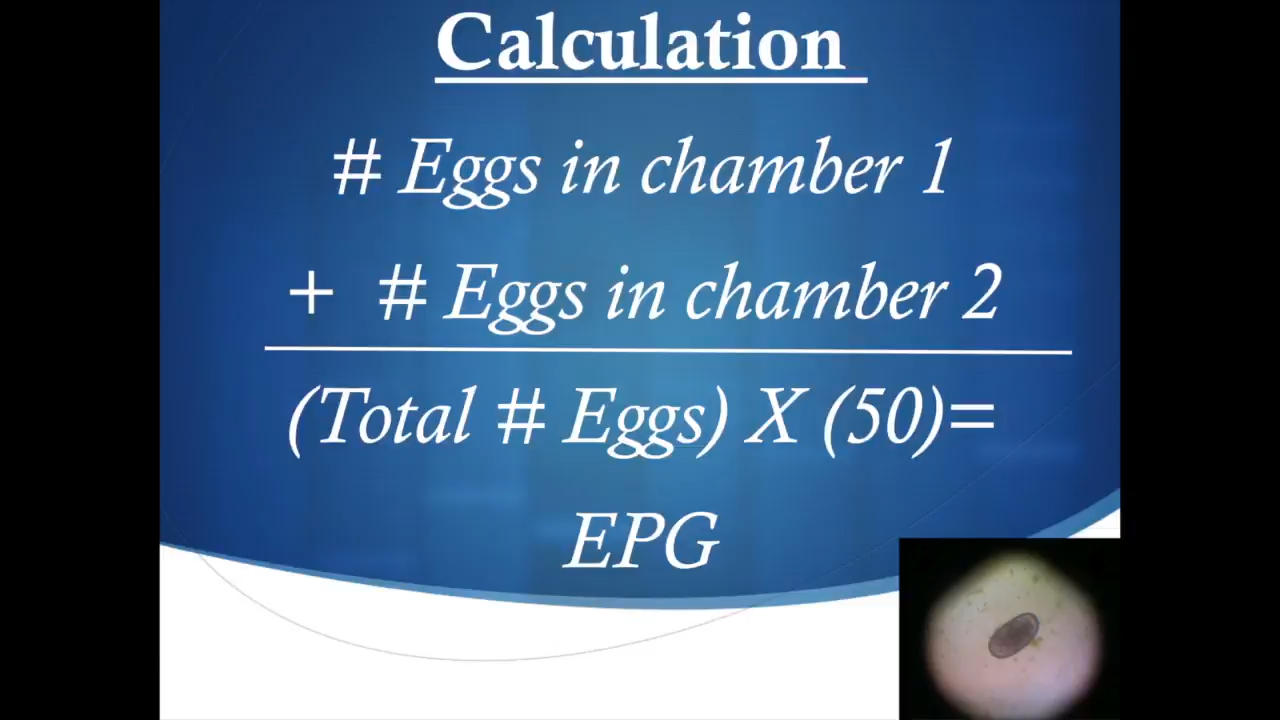 Calculation
# Eggs in chamber 1
+ # Eggs in chamber 2
(Total # Eggs) X (50)=
EPG